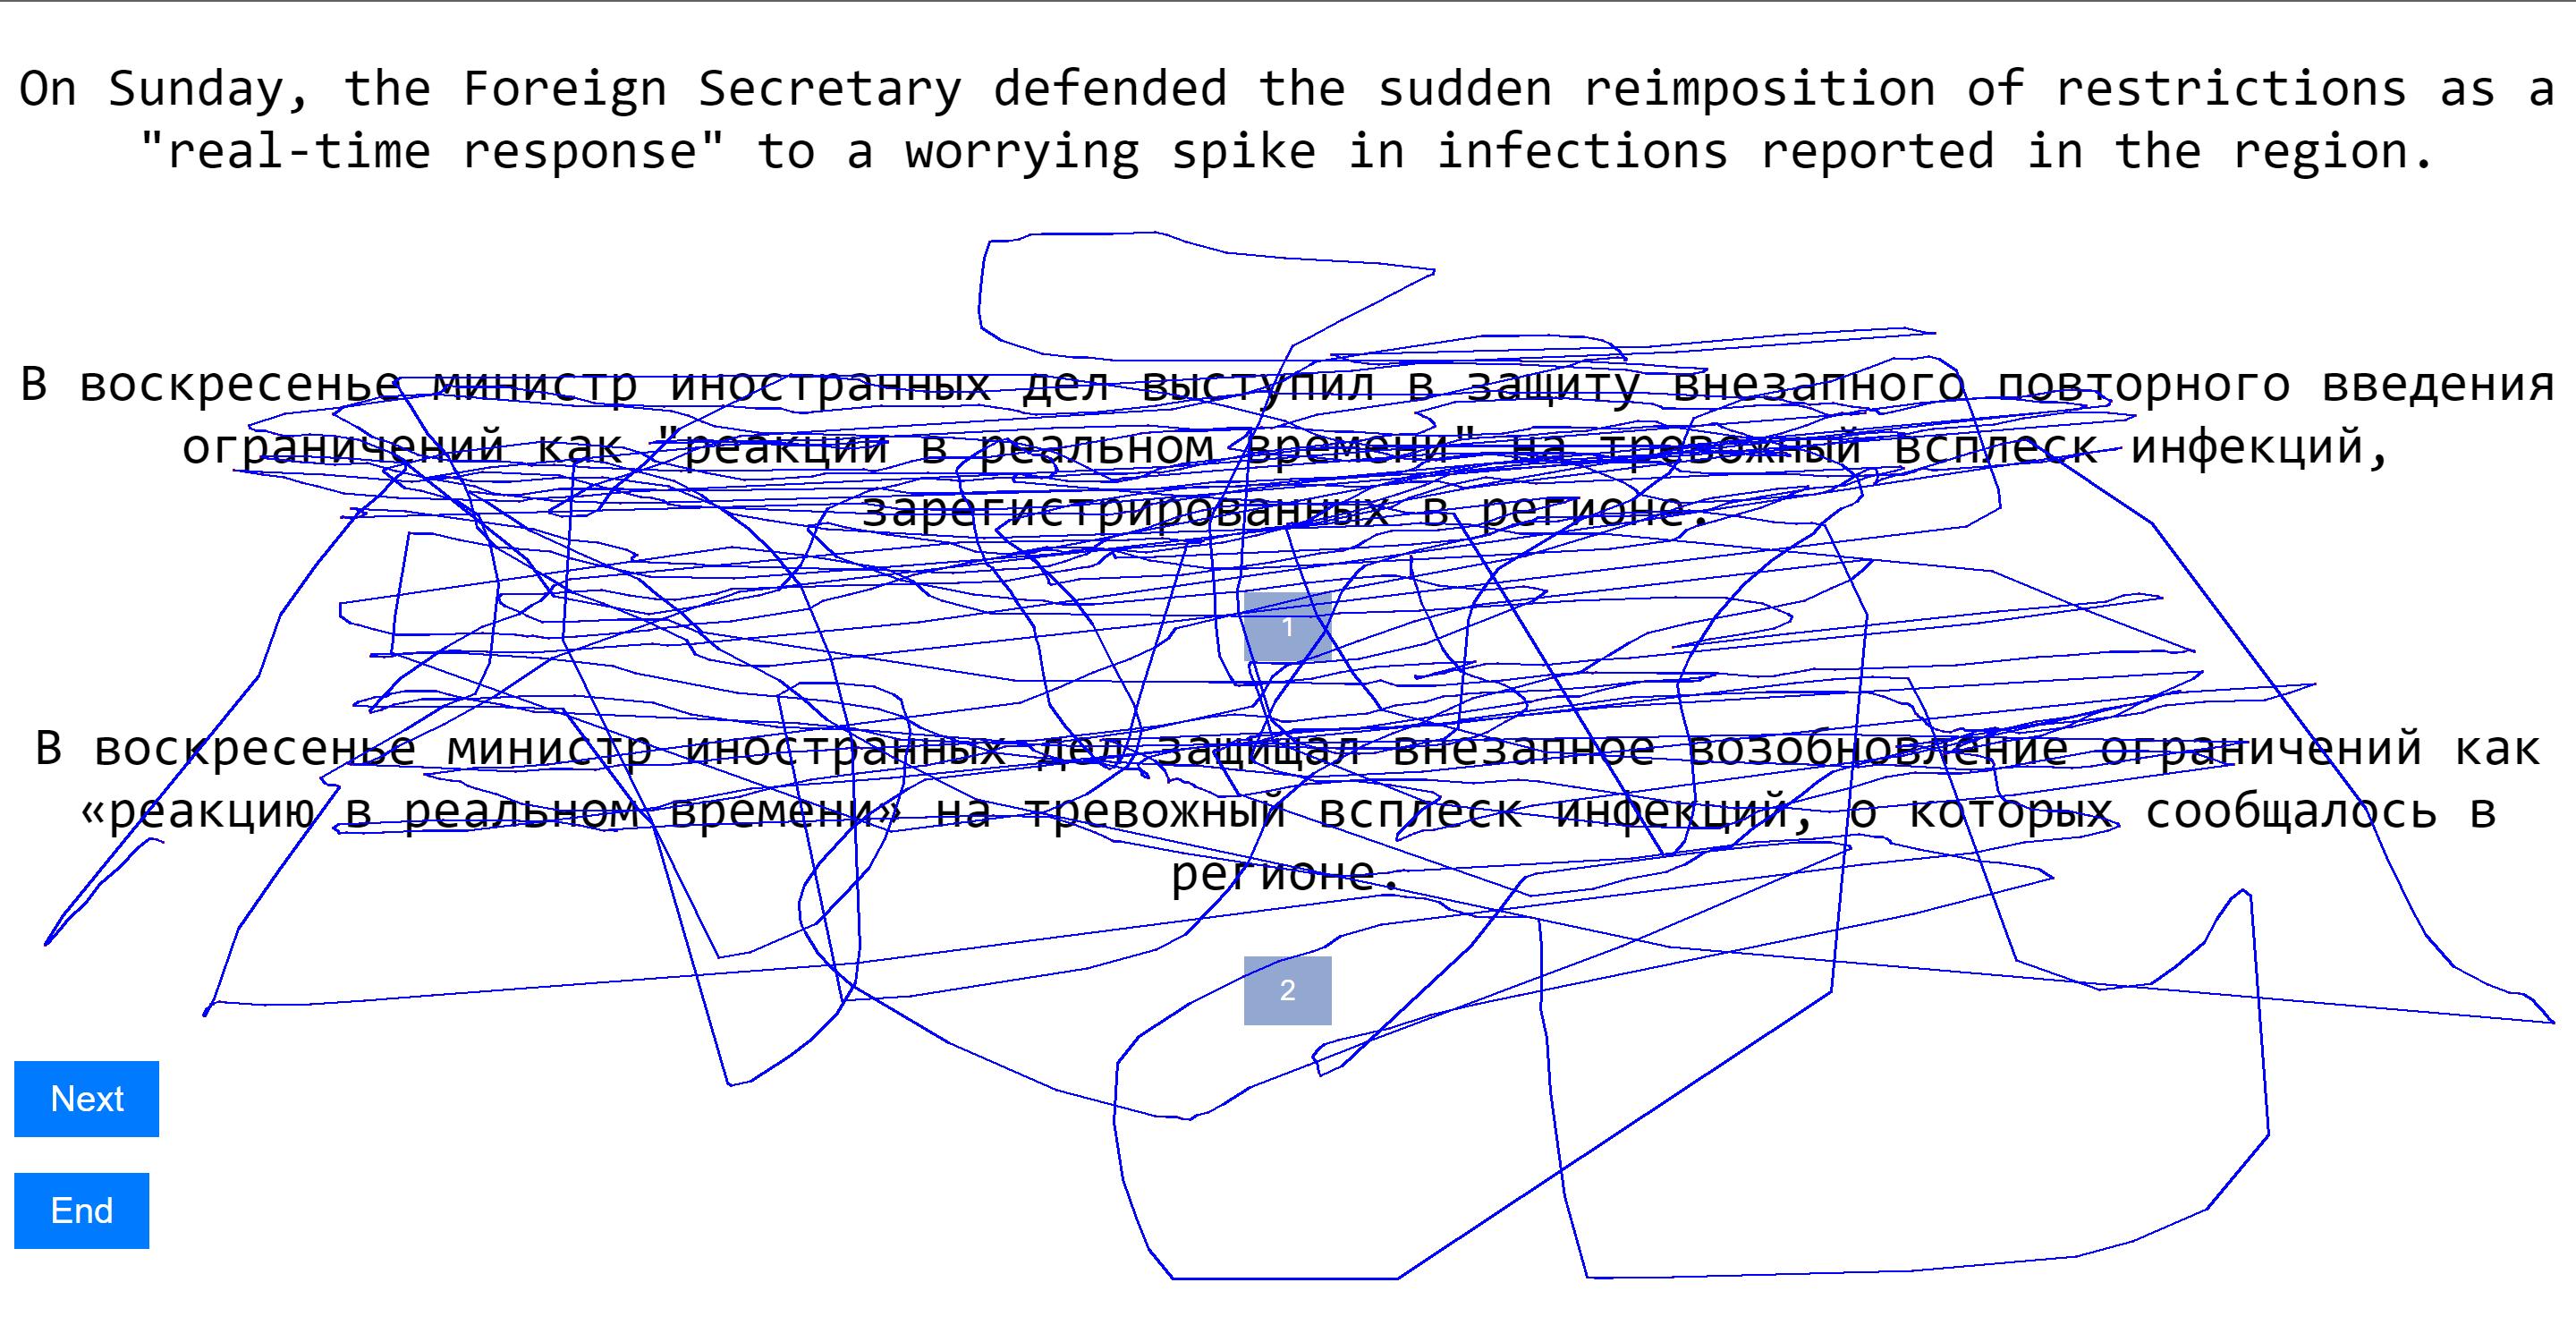 On Sunday, the Foreign Secretary defended the sudden reimposition of restrictions as a
"real-time response" to a worrying spike in infections reported in the region.
В воскресенье министр иностранных дел выступил в защиту внезапного повторного введения
ограничений как "реакции в реальном времени" на тревожный всплеск инфекций,
зарегистрированных в регионе.
1
В воскресенье министр иностранных дел защищал внезапное возобновление ограничений как
«реакцию в реальном времени» на тревожный всплеск инфекций, о которых сообщалось в
регионе.
2
Next
End